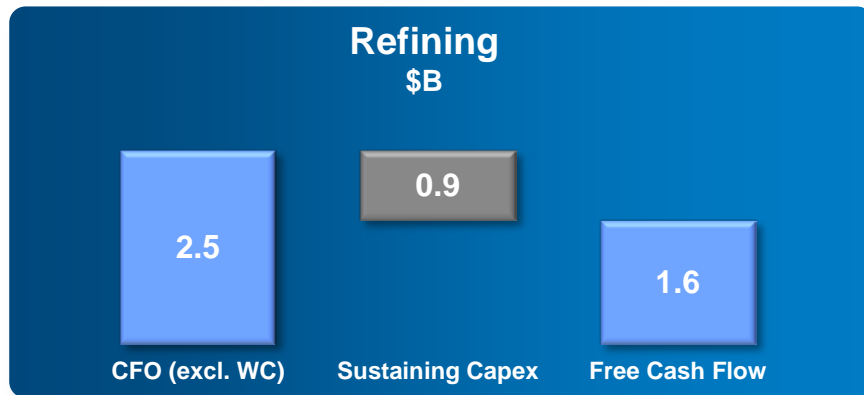 Refining
$B
2.5
0.9
1.6
CFO (excl. WC)
Sustaining Capex
Free Cash Flow